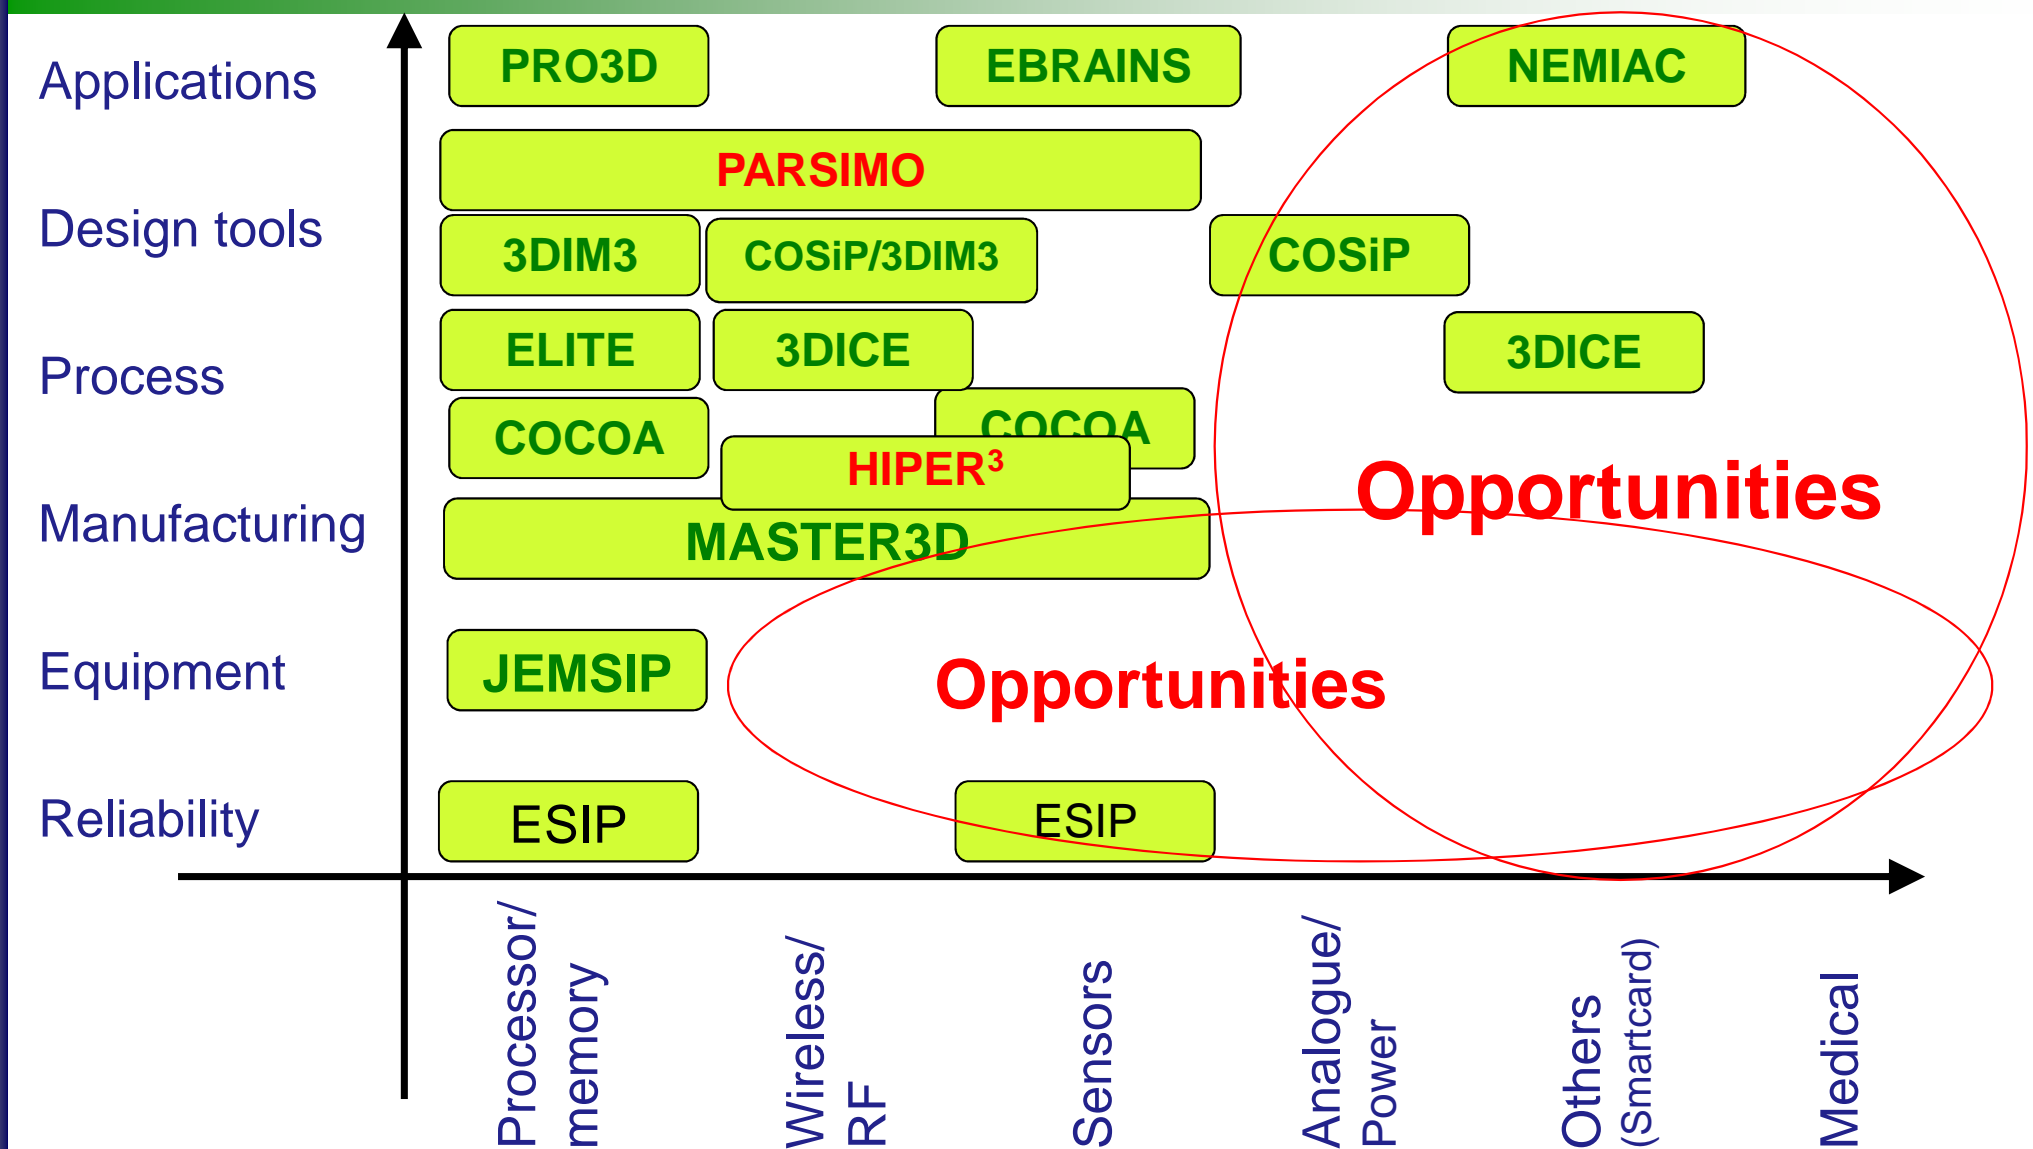 Applications
PRO3D
EBRAINS
NEMIAC
PARSIMO
Design tools
3DIM3
COSiP/3DIM3
COSiP
Process
ELITE
3DICE
3DICE
COCOA
COCOA
HIPER³
Opportunities
Manufacturing
MASTER3D
Equipment
JEMSIP
Opportunities
Reliability
ESIP
ESIP
Processor/
memory
Wireless/
RF
Sensors
Analogue/
Power
Others
(Smartcard)
Medical